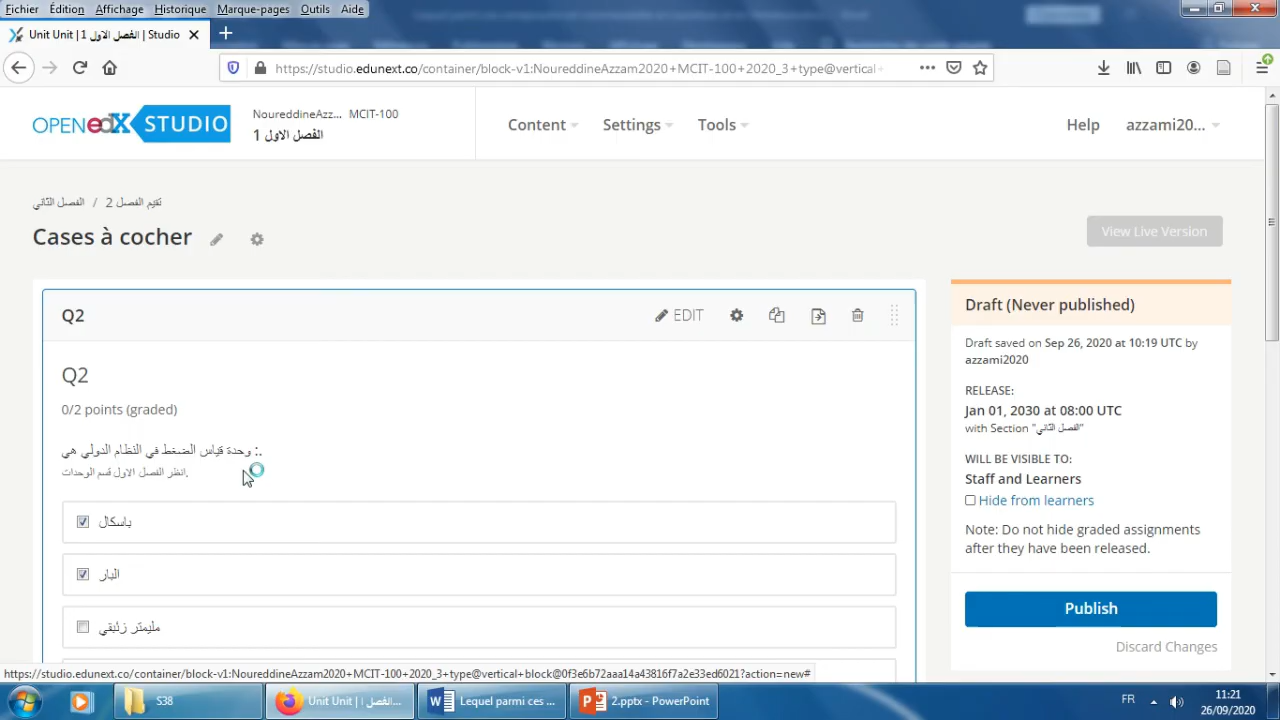 Fichier Édition Affichage Historique Marque-pages Outils Aide
Unit Unit | الفصل الاول 1 | Studio
https://studio.edunext.co/container/block-v1:NoureddineAzzam2020+MCIT-100+2020_3+type@vertical+
OPEN edX STUDIO
NoureddineAzz... MCIT-100
الفصل الاول 1
Content
Settings
Tools
Help
azzami20...
الفصل الثاني / تقيم الفصل 2
Cases à cocher
View Live Version
Q2
EDIT
Q2
0/2 points (graded)
وحدة قياس الضغط في النظام الدولي هي :.
انظر الفصل الاول قسم الوحدات.
باسكال
البار
مليمتر زئبقي
Draft (Never published)
Draft saved on Sep 26, 2020 at 10:19 UTC by
azzami2020
RELEASE:
Jan 01, 2030 at 08:00 UTC
with Section "الفصل الثاني"
WILL BE VISIBLE TO:
Staff and Learners
Hide from learners
Note: Do not hide graded assignments
after they have been released.
Publish
Discard Changes
https://studio.edunext.co/container/block-v1:NoureddineAzzam2020+MCIT-100+2020_3+type@vertical+block@0f3e6b72aaa14a43816f7a2e33ed6021?action=new#
S38
Unit Unit | الفصل ا...
Lequel parmi ces ...
2.pptx - PowerPoint
FR
11:21
26/09/2020